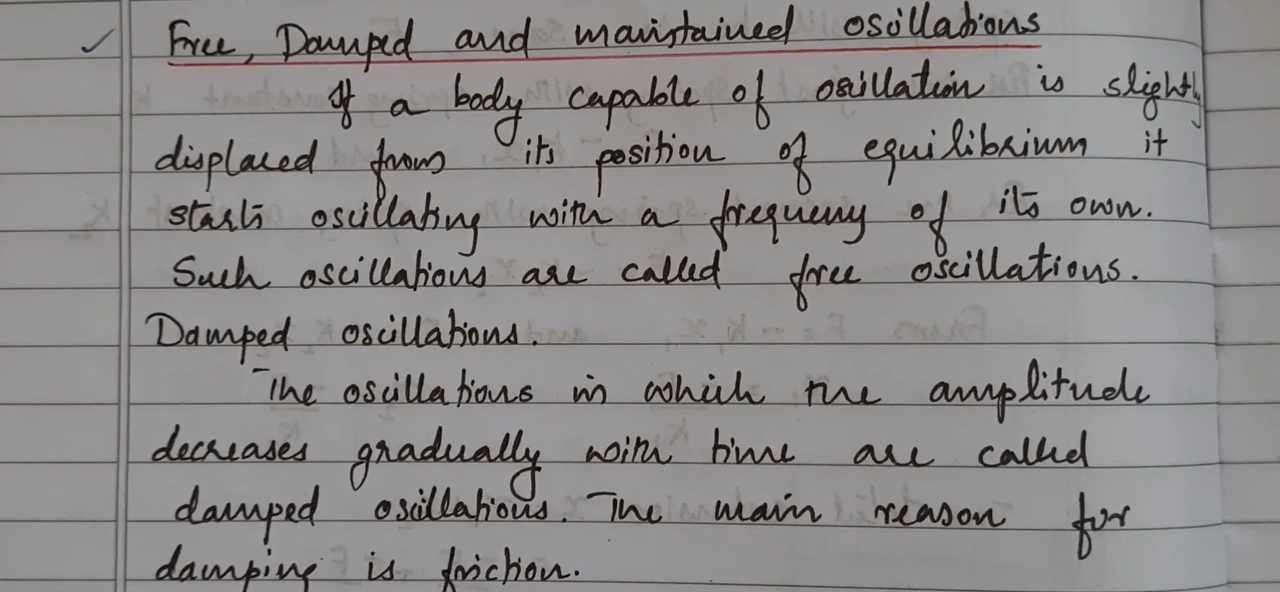 Free, Damped and maintained oscillations
If a body capable of oscillation is slightly
displaced from its position of equilibrium it
starts oscillating with a frequency of its own.
Such oscillations are called free oscillations.
Damped oscillations.
The oscillations in which the amplitude
decreases gradually with time are called
damped oscillations. The main reason for
damping is friction.